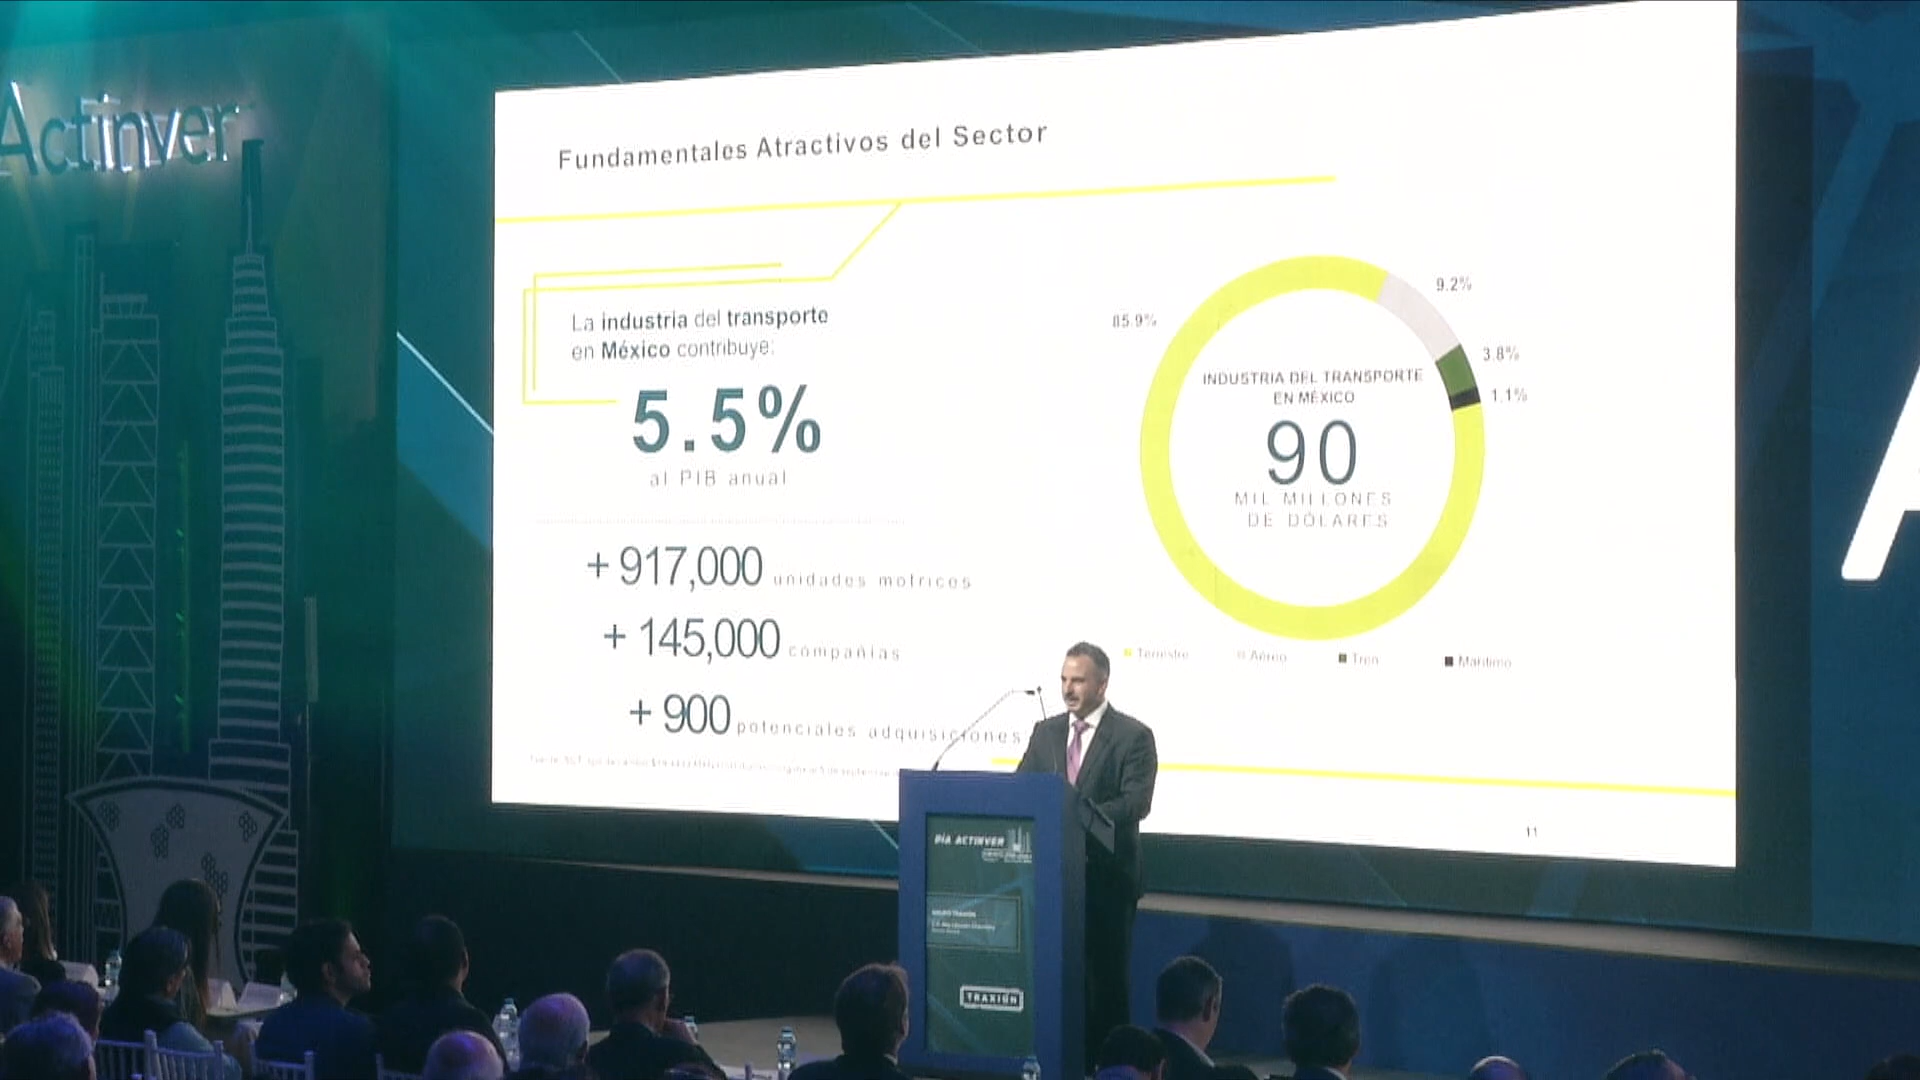 Actinver
Fundamentales Atractivos del Sector
La industria del transporte
en México contribuye:
5.5%
al PIB anual
+ 917,000 unidades motrices
+ 145,000 compañías
+ 900 potenciales adquisiciones
85.9%
9.2%
3.8%
1.1%
INDUSTRIA DEL TRANSPORTE
EN MÉXICO
90
MIL MILLONES
DE DÓLARES
Terrestre
Aéreo
Tren
Marítimo
11
DÍA ACTINVER
GRUPO TRAXIÓN
TRAXIÓN
A